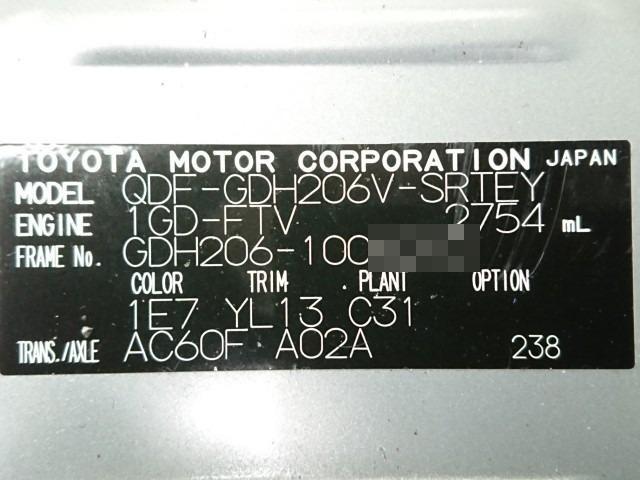 TOYOTA MOTOR CORPORATION JAPAN
MODEL QDF-GDH206V-SRTEY
ENGINE 1GD-FTV 2754 mL
FRAME No. GDH206-100
COLOR TRIM PLANT OPTION
1E7 YL13 C31
TRANS./AXLE AC60F A02A 238